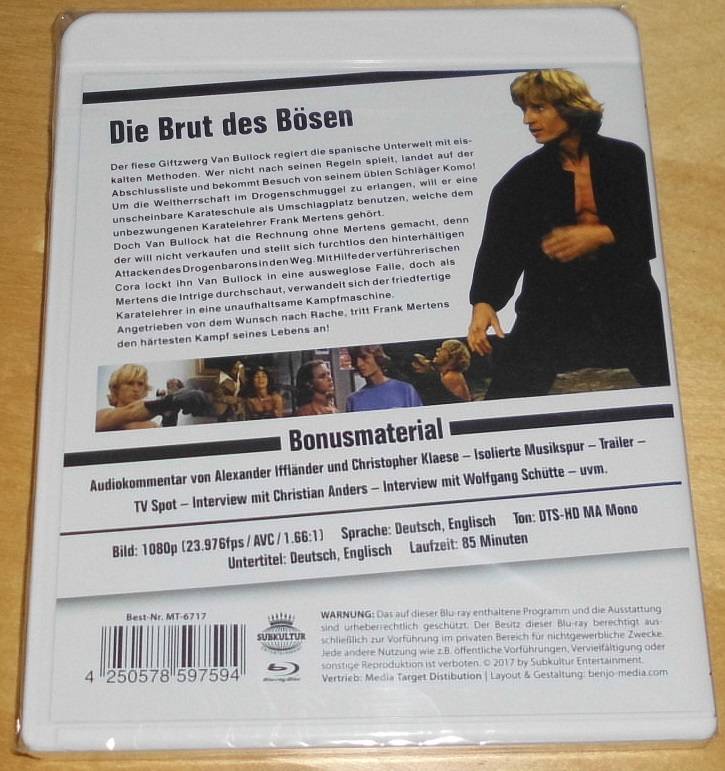 Die Brut des Bösen
Der fiese Giftzwerg Van Bullock regiert die spanische Unterwelt mit eis-
kalten Methoden. Wer nicht nach seinen Regeln spielt, landet auf der
Abschlussliste und bekommt Besuch von seinem üblen Schläger Komo!
Um die Weltherrschaft im Drogenschmuggel zu erlangen, will er eine
unscheinbare Karateschule als Umschlagplatz benutzen, welche dem
unbezwungenen Karatelehrer Frank Mertens gehört.
Doch Van Bullock hat die Rechnung ohne Mertens gemacht, denn
der will nicht verkaufen und stellt sich furchtlos den hinterhältigen
Attacken des Drogenbarons in den Weg. Mit Hilfe der verführerischen
Cora lockt ihn Van Bullock in eine ausweglose Falle, doch als
Mertens die Intrige durchschaut, verwandelt sich der friedfertige
Karatelehrer in eine unaufhaltsame Kampfmaschine.
Angetrieben von dem Wunsch nach Rache, tritt Frank Mertens
den härtesten Kampf seines Lebens an!
Bonusmaterial
Audiokommentar von Alexander Iffländer und Christopher Klaese – Isolierte Musikspur – Trailer –
TV Spot – Interview mit Christian Anders – Interview mit Wolfgang Schütte – uvm.
Bild: 1080p (23.976fps / AVC / 1.66:1) Sprache: Deutsch, Englisch Ton: DTS-HD MA Mono
Untertitel: Deutsch, Englisch Laufzeit: 85 Minuten
Best-Nr. MT-6717
4 250578 597594
SUBKULTUR
ENTERTAINMENT
Blu-ray Disc
WARNUNG: Das auf dieser Blu-ray enthaltene Programm und die Ausstattung
sind urheberrechtlich geschützt. Der Besitz dieser Blu-ray berechtigt aus-
schließlich zur Vorführung im privaten Bereich für nichtgewerbliche Zwecke.
Jede andere Nutzung wie z.B. öffentliche Vorführungen, Vervielfältigung oder
sonstige Reproduktion ist verboten. © 2017 by Subkultur Entertainment.
Vertrieb: Media Target Distibution | Layout & Gestaltung: benjo-media.com